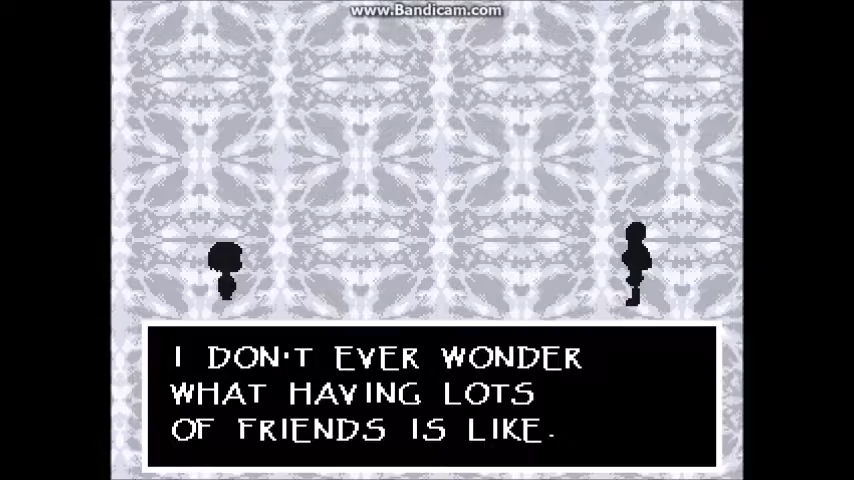 www.Bandicam.com
I DON'T EVER WONDER
WHAT HAVING LOTS
OF FRIENDS IS LIKE.